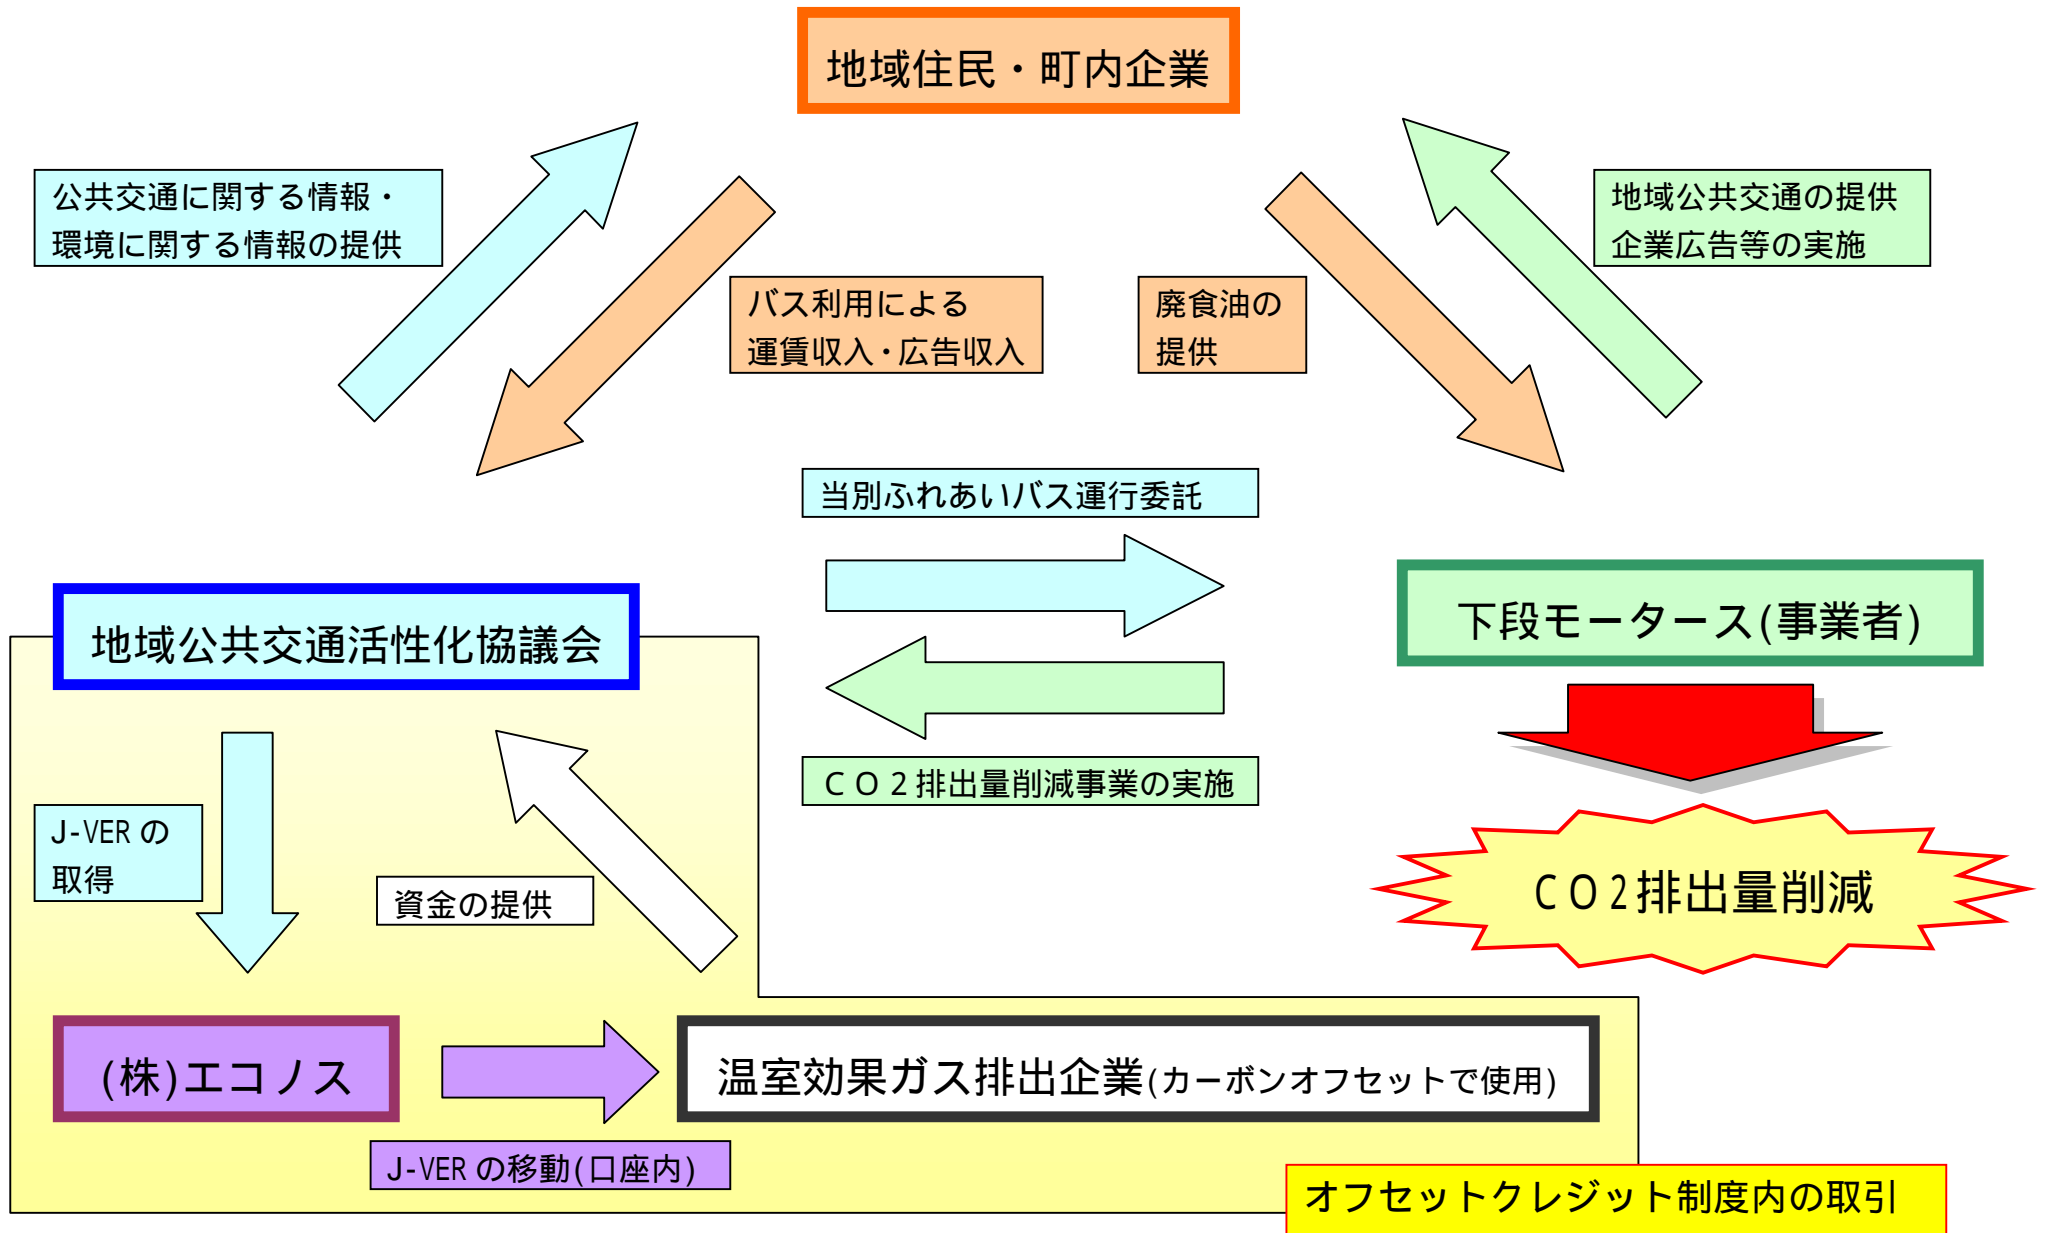 地域住民・町内企業
公共交通に関する情報・
環境に関する情報の提供
地域公共交通の提供
企業広告等の実施
バス利用による
運賃収入・広告収入
廃食油の
提供
当別ふれあいバス運行委託
地域公共交通活性化協議会
下段モータース(事業者)
ＣＯ２排出量削減事業の実施
J-VERの
取得
資金の提供
ＣＯ２排出量削減
(株)エコノス
温室効果ガス排出企業(カーボンオフセットで使用)
J-VERの移動(口座内)
オフセットクレジット制度内の取引